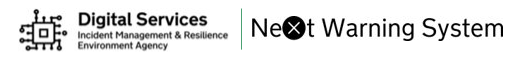 Digital Services
Incident Management & Resilience
Environment Agency
Next Warning System